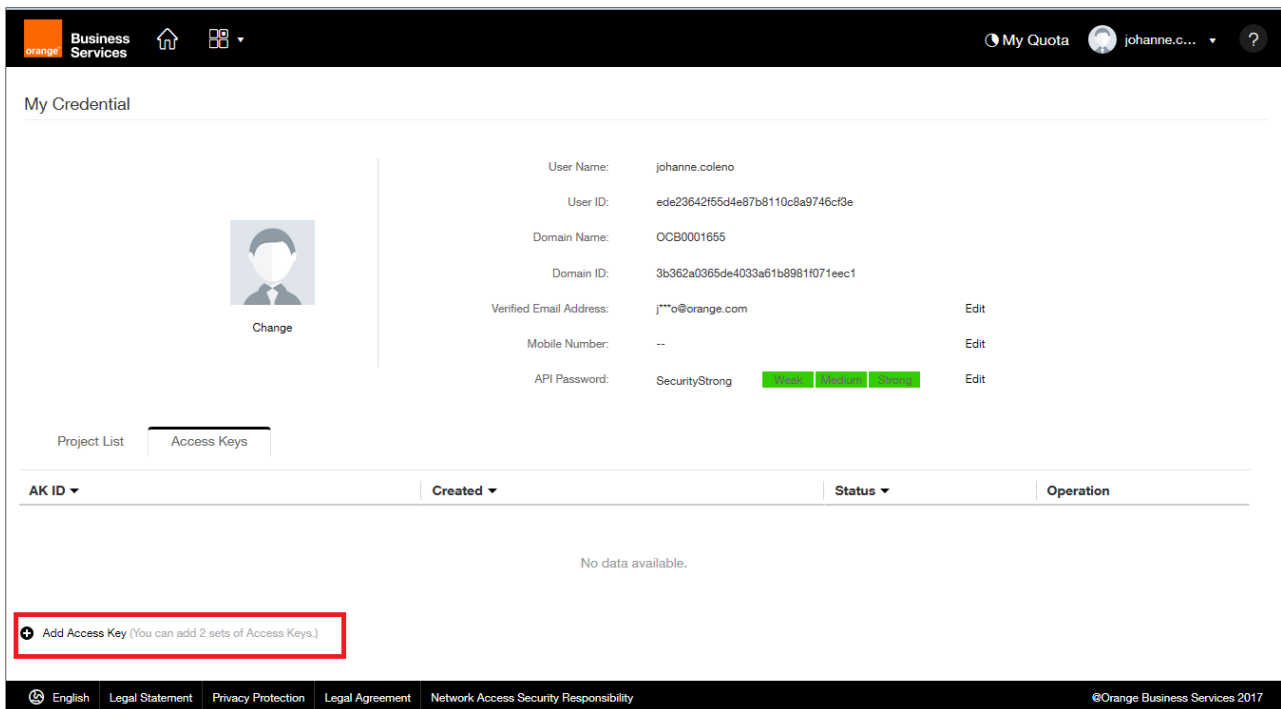 orange™ Business Services My Quota johanne.c... ?
My Credential
User Name: johanne.coleno
User ID: ede23642f55d4e87b8110c8a9746cf3e
Domain Name: OCB0001655
Domain ID: 3b362a0365de4033a61b8981f071eec1
Verified Email Address: j***o@orange.com Edit
Change
Mobile Number: -- Edit
API Password: SecurityStrong Weak Medium Strong Edit
Project List Access Keys
AK ID Created Status Operation
No data available.
Add Access Key (You can add 2 sets of Access Keys.)
English Legal Statement Privacy Protection Legal Agreement Network Access Security Responsibility @Orange Business Services 2017